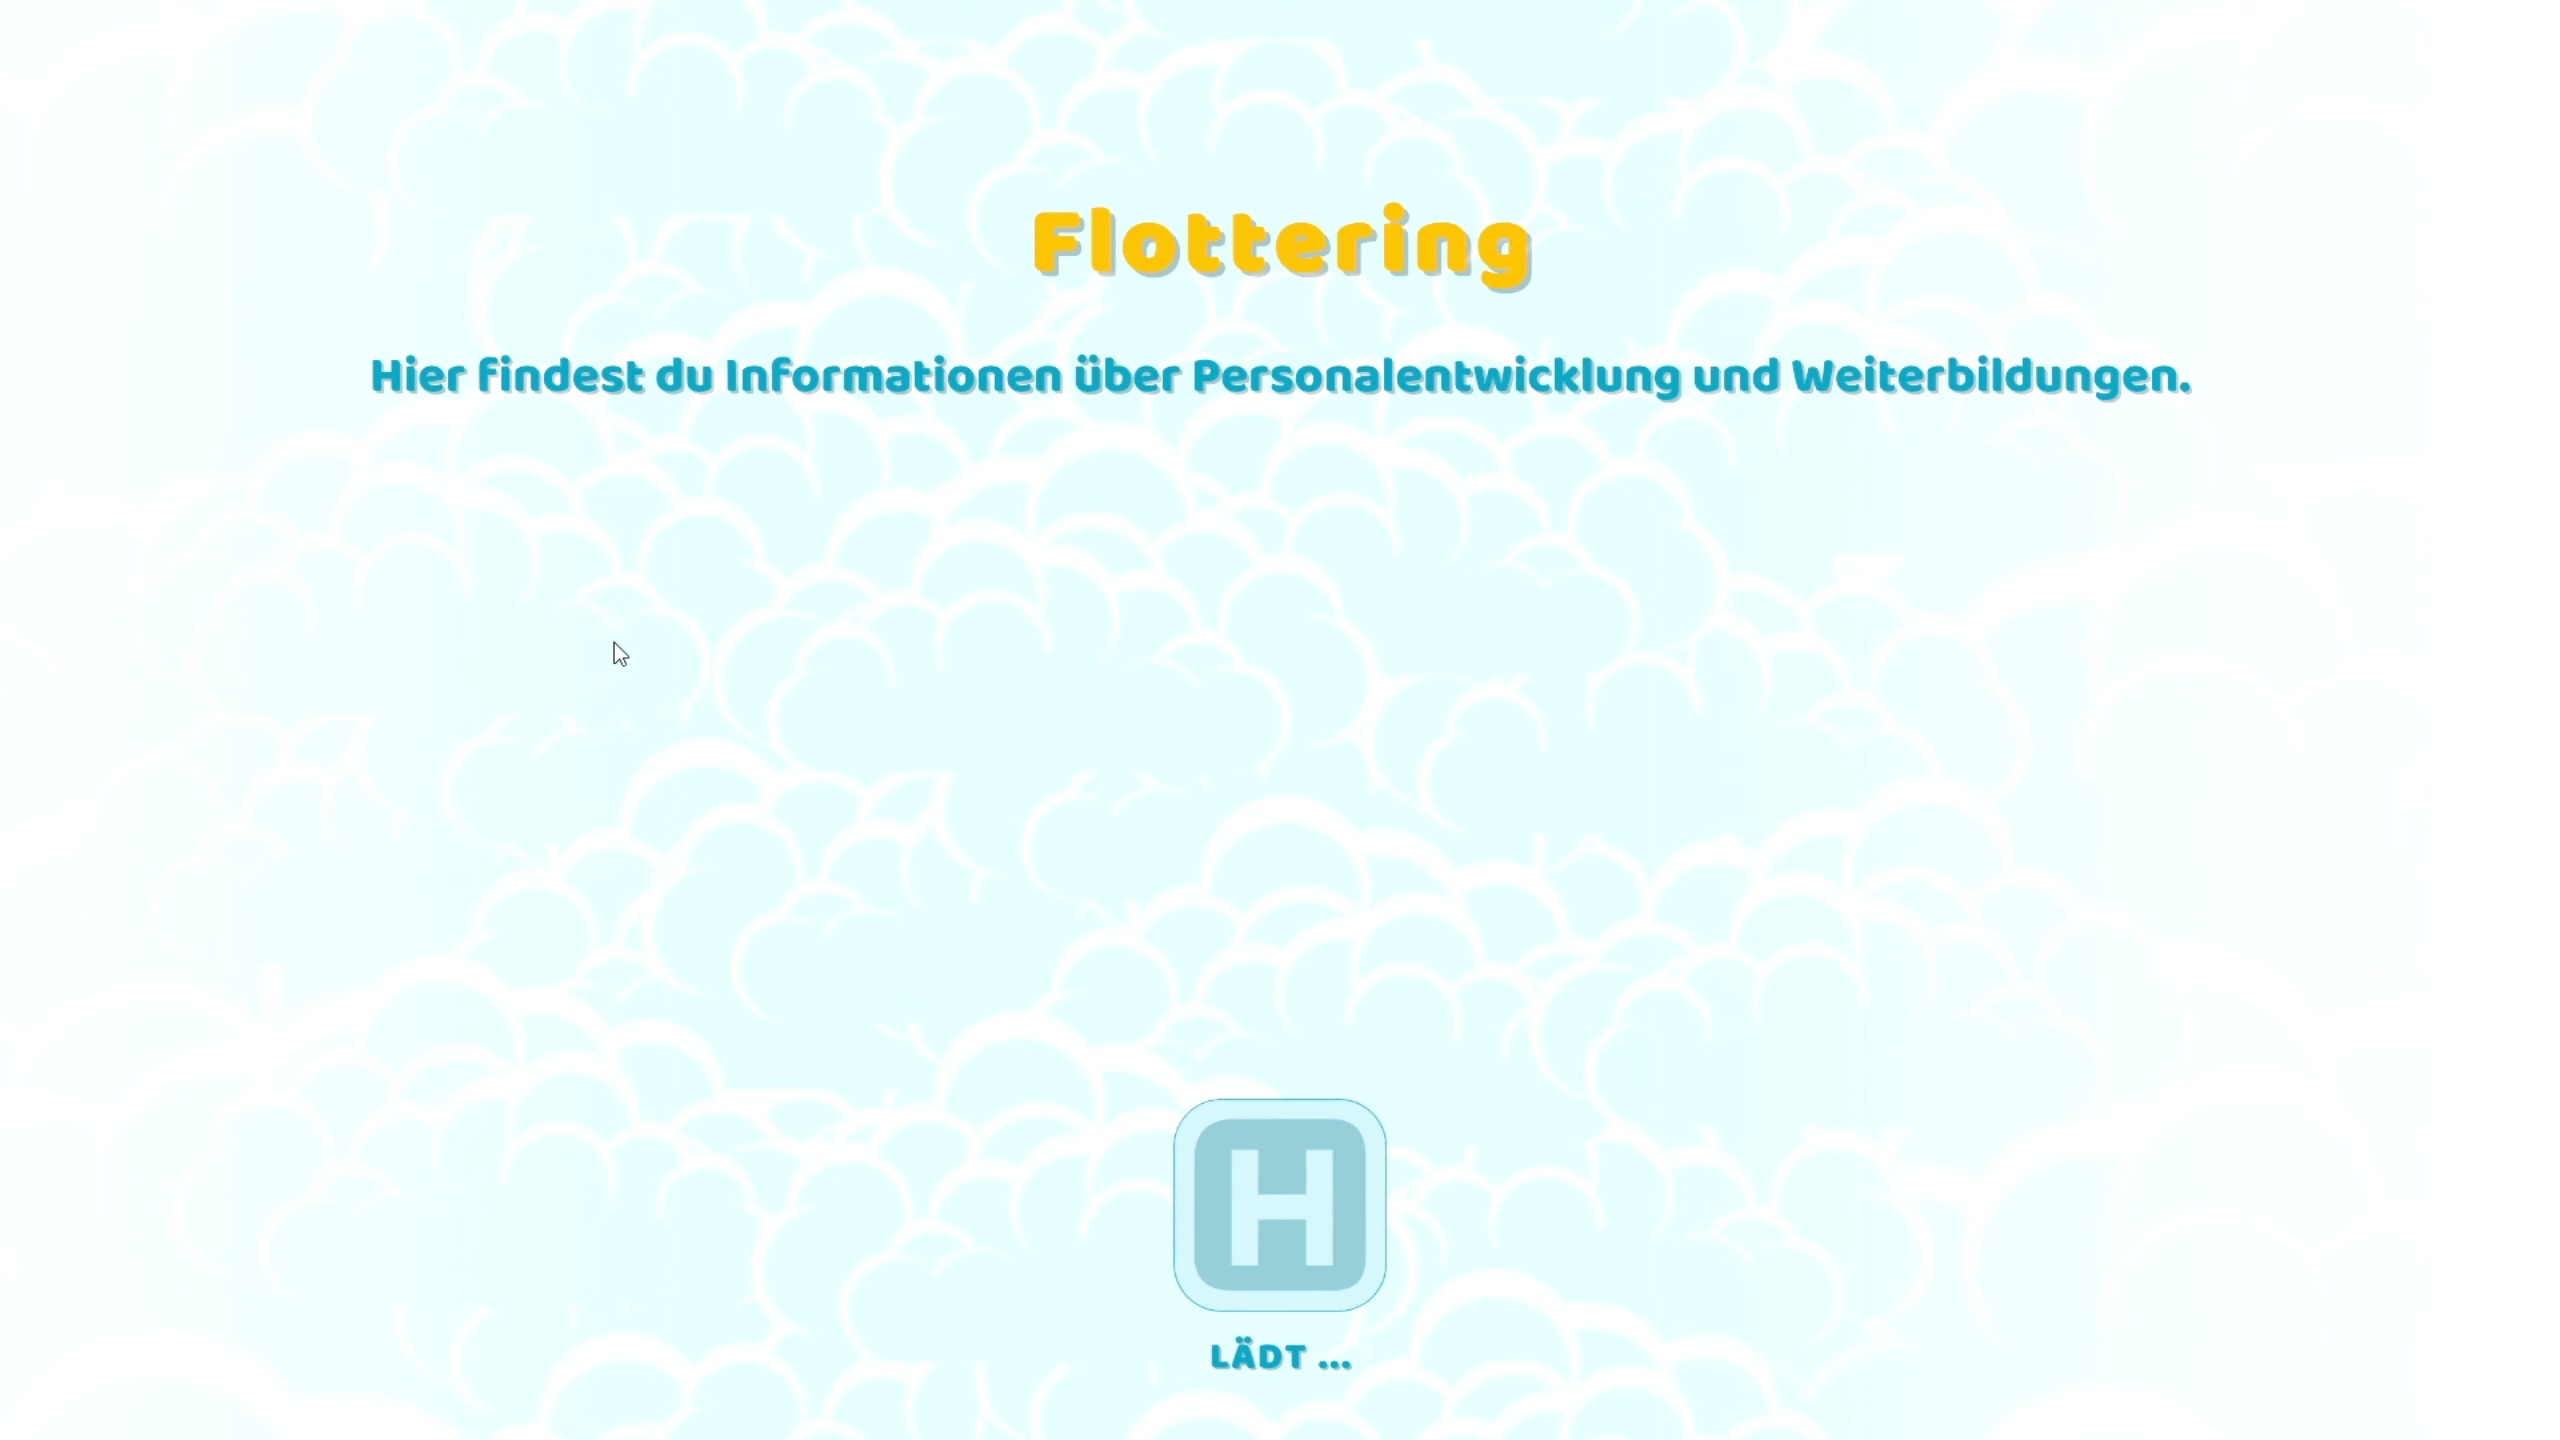 Flottering
Hier findest du Informationen über Personalentwicklung und Weiterbildungen.
H
LÄDT ...